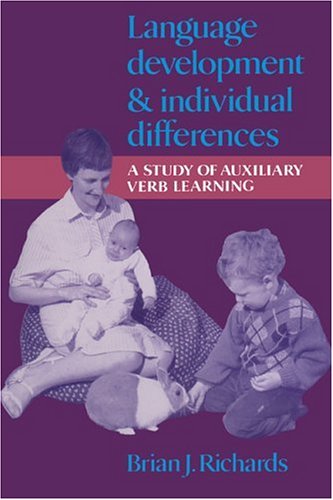 Language
development
& individual
differences
A STUDY OF AUXILIARY
VERB LEARNING
Brian J. Richards